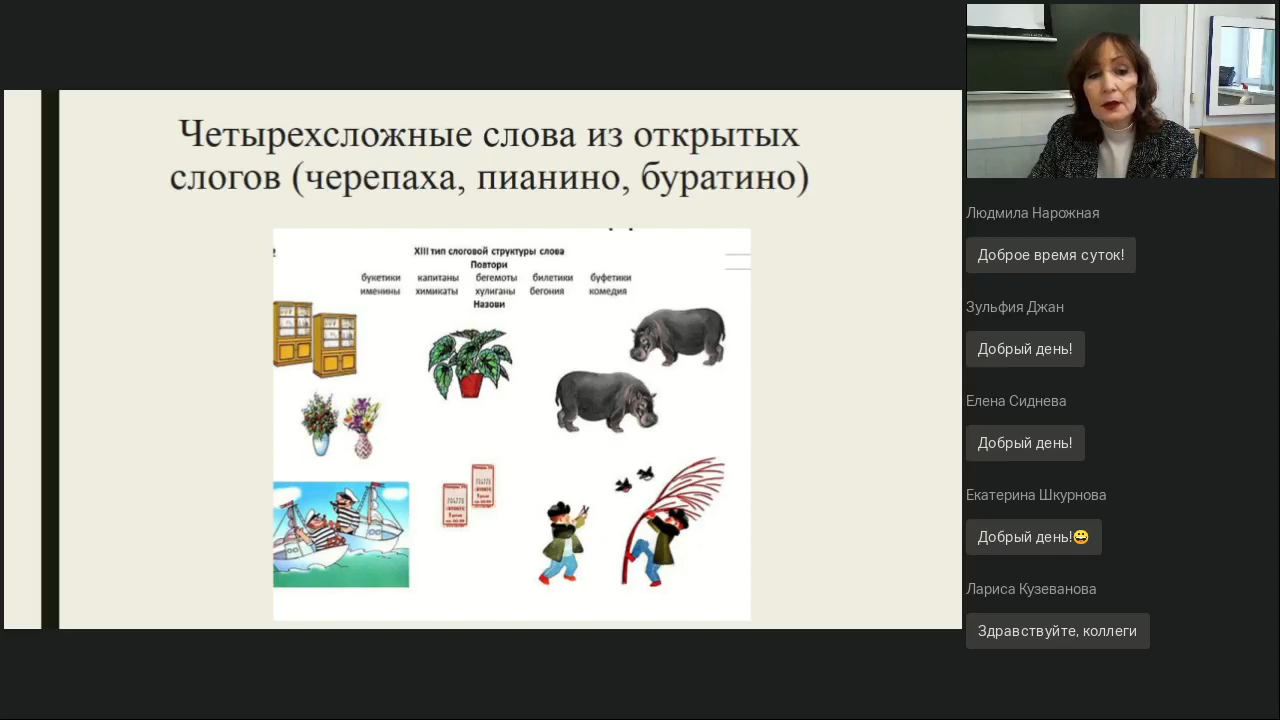 Четырехсложные слова из открытых
слогов (черепаха, пианино, буратино)
XIII тип слоговой структуры слова
Повтори
букетики капитаны бегемоты билетики буфетики
именины химикаты хулиганы бегония комедия
Назови
Людмила Нарожная
Доброе время суток!
Зульфия Джан
Добрый день!
Елена Сиднева
Добрый день!
Екатерина Шкурнова
Добрый день!😀
Лариса Кузеванова
Здравствуйте, коллеги